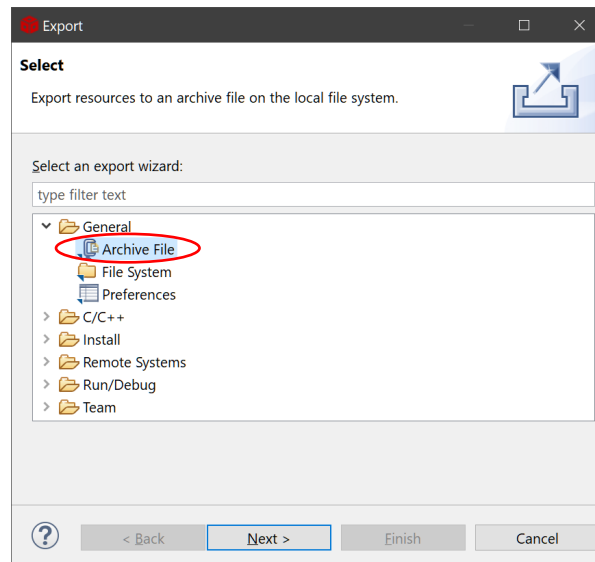 Export
Select
Export resources to an archive file on the local file system.
Select an export wizard:
type filter text
General
Archive File
File System
Preferences
C/C++
Install
Remote Systems
Run/Debug
Team
? < Back Next > Finish Cancel